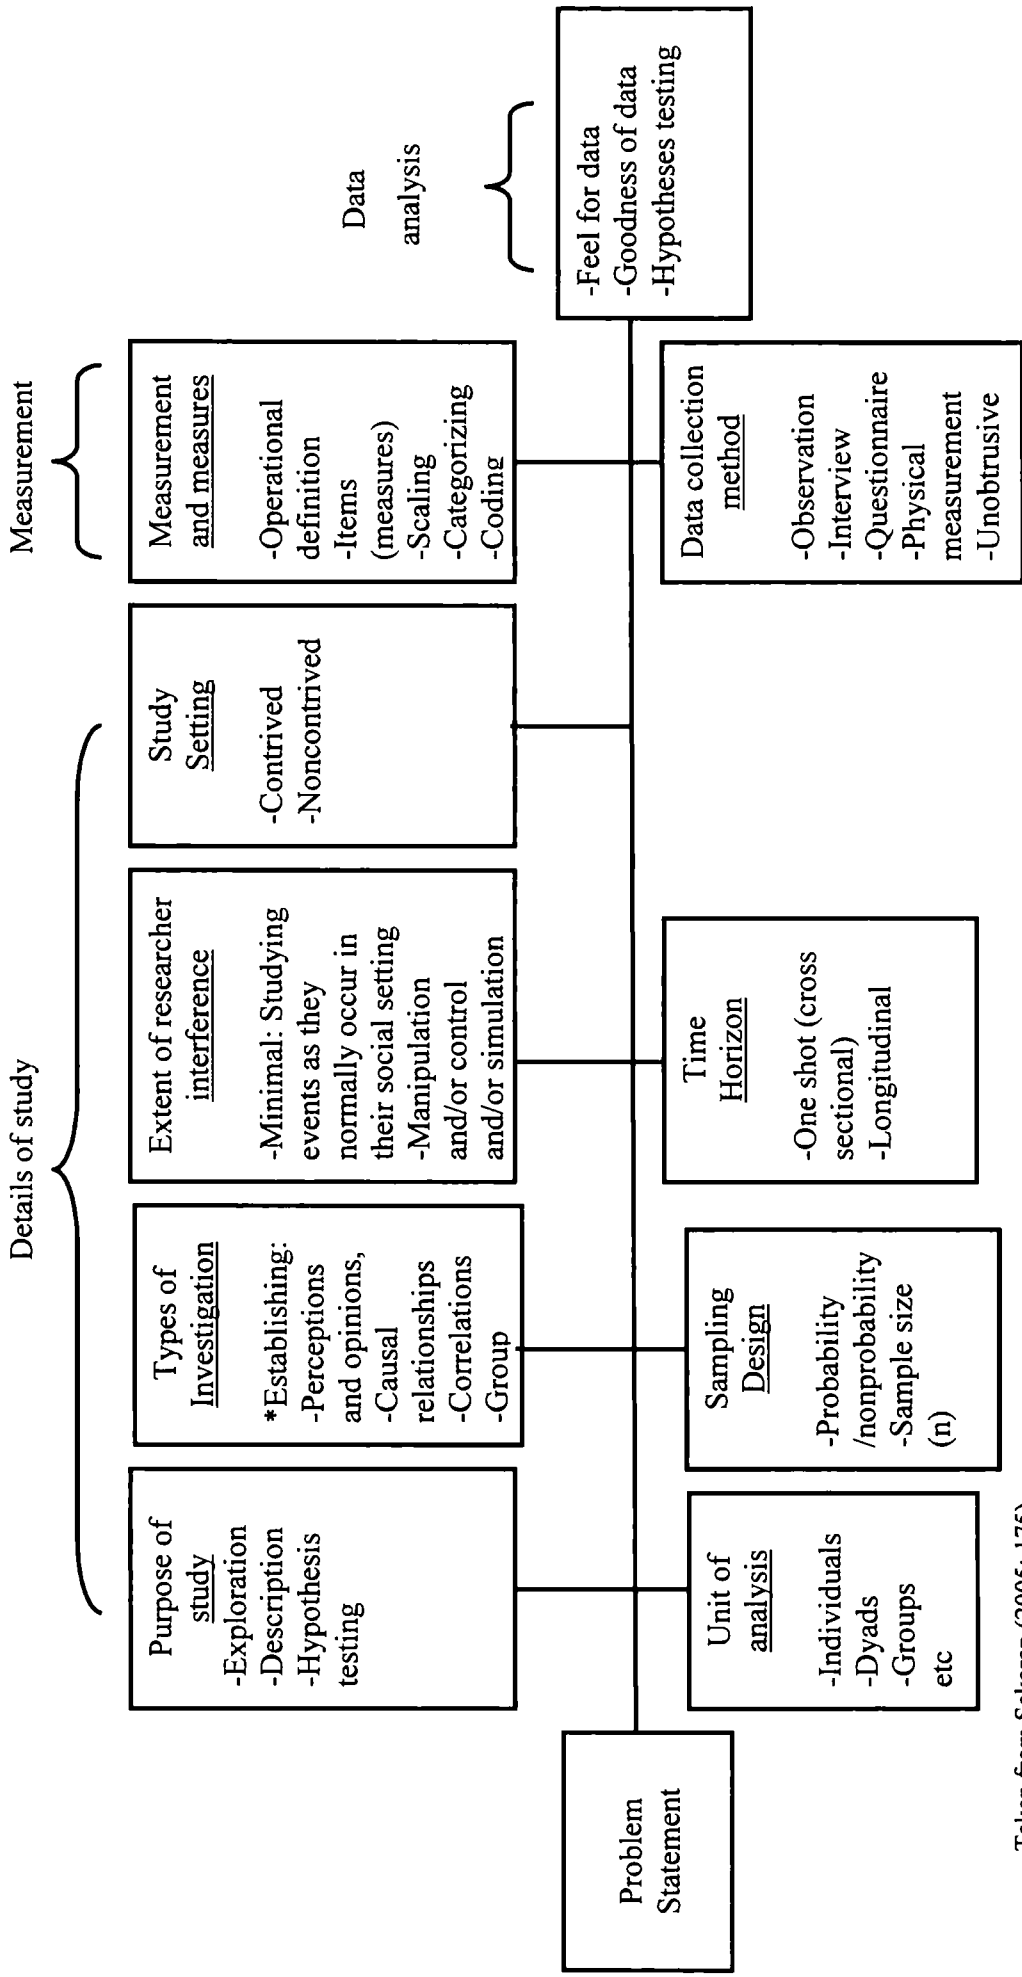 Details of study
Measurement
Data
analysis
Purpose of
study
-Exploration
-Description
-Hypothesis
testing
Types of
Investigation
*Establishing:
-Perceptions
and opinions,
-Causal
relationships
-Correlations
-Group
Extent of researcher
interference
-Minimal: Studying
events as they
normally occur in
their social setting
-Manipulation
and/or control
and/or simulation
Study
Setting
-Contrived
-Noncontrived
Measurement
and measures
-Operational
definition
-Items
(measures)
-Scaling
-Categorizing
-Coding
Problem
Statement
-Feel for data
-Goodness of data
-Hypotheses testing
Unit of
analysis
-Individuals
-Dyads
-Groups
etc
Sampling
Design
-Probability
/nonprobability
-Sample size
(n)
Time
Horizon
-One shot (cross
sectional)
-Longitudinal
Data collection
method
-Observation
-Interview
-Questionnaire
-Physical
measurement
-Unobtrusive
Taken from Sekaran (2005: 175)